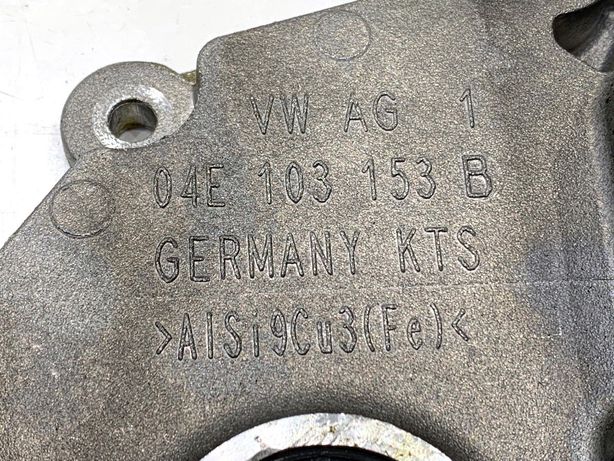 VW AG 1
04E 103 153 B
GERMANY KTS
>AlSi9Cu3(Fe)<